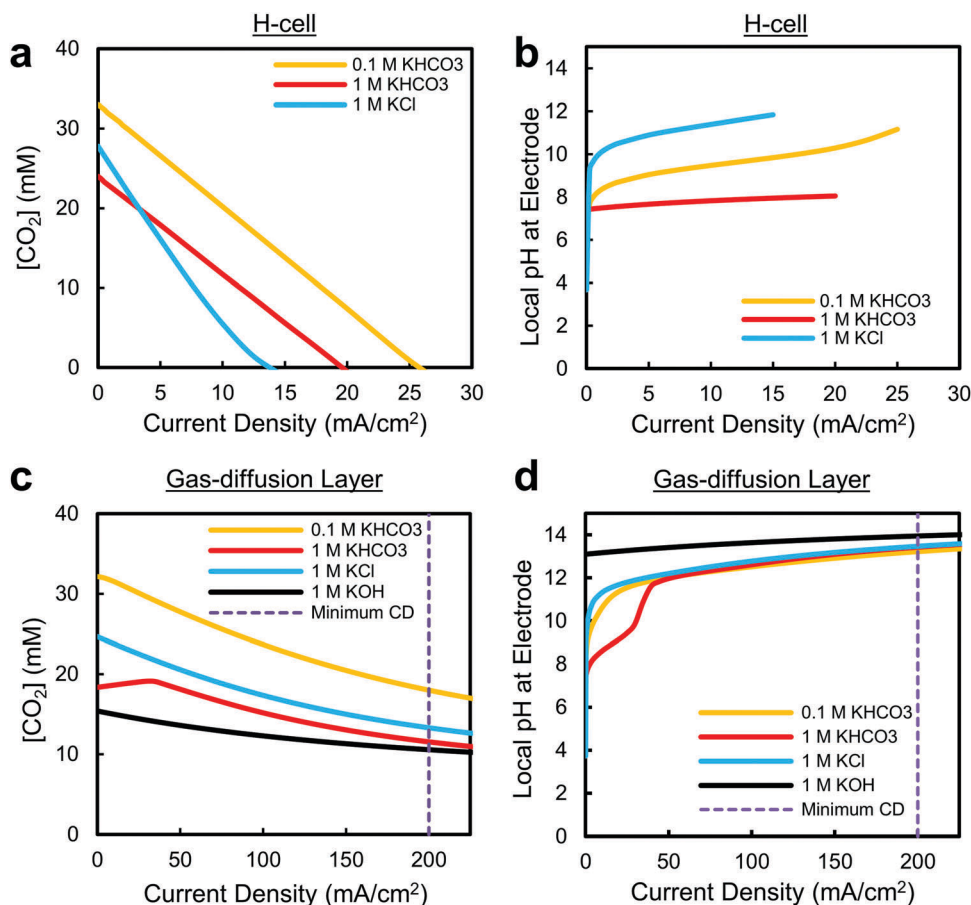 H-cell
a
40
30
20
10
0
[CO2] (mM)
0.1 M KHCO3
1 M KHCO3
1 M KCl
0 5 10 15 20 25 30
Current Density (mA/cm²)
b
14
12
10
8
6
4
2
0
Local pH at Electrode
0.1 M KHCO3
1 M KHCO3
1 M KCl
0 5 10 15 20 25 30
Current Density (mA/cm²)
Gas-diffusion Layer
c
40
30
20
10
0
[CO₂] (mM)
0.1 M KHCO3
1 M KHCO3
1 M KCl
1 M KOH
Minimum CD
0 50 100 150 200
Current Density (mA/cm²)
Gas-diffusion Layer
d
14
12
10
8
6
4
2
0
Local pH at Electrode
0.1 M KHCO3
1 M KHCO3
1 M KCl
1 M KOH
Minimum CD
0 50 100 150 200
Current Density (mA/cm²)